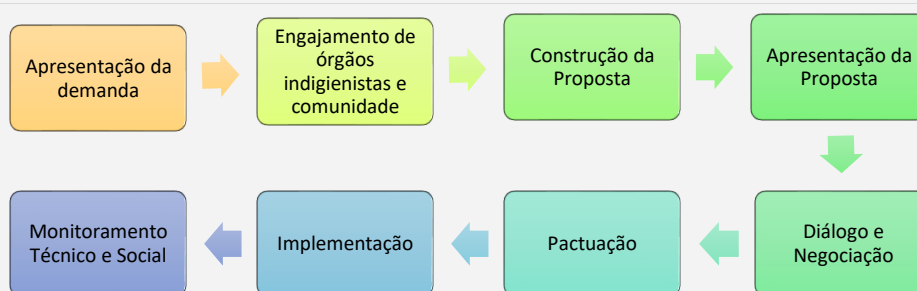 Apresentação da
demanda
Engajamento de
órgãos
indigienistas e
comunidade
Construção da
Proposta
Apresentação da
Proposta
Diálogo e
Negociação
Pactuação
Implementação
Monitoramento
Técnico e Social